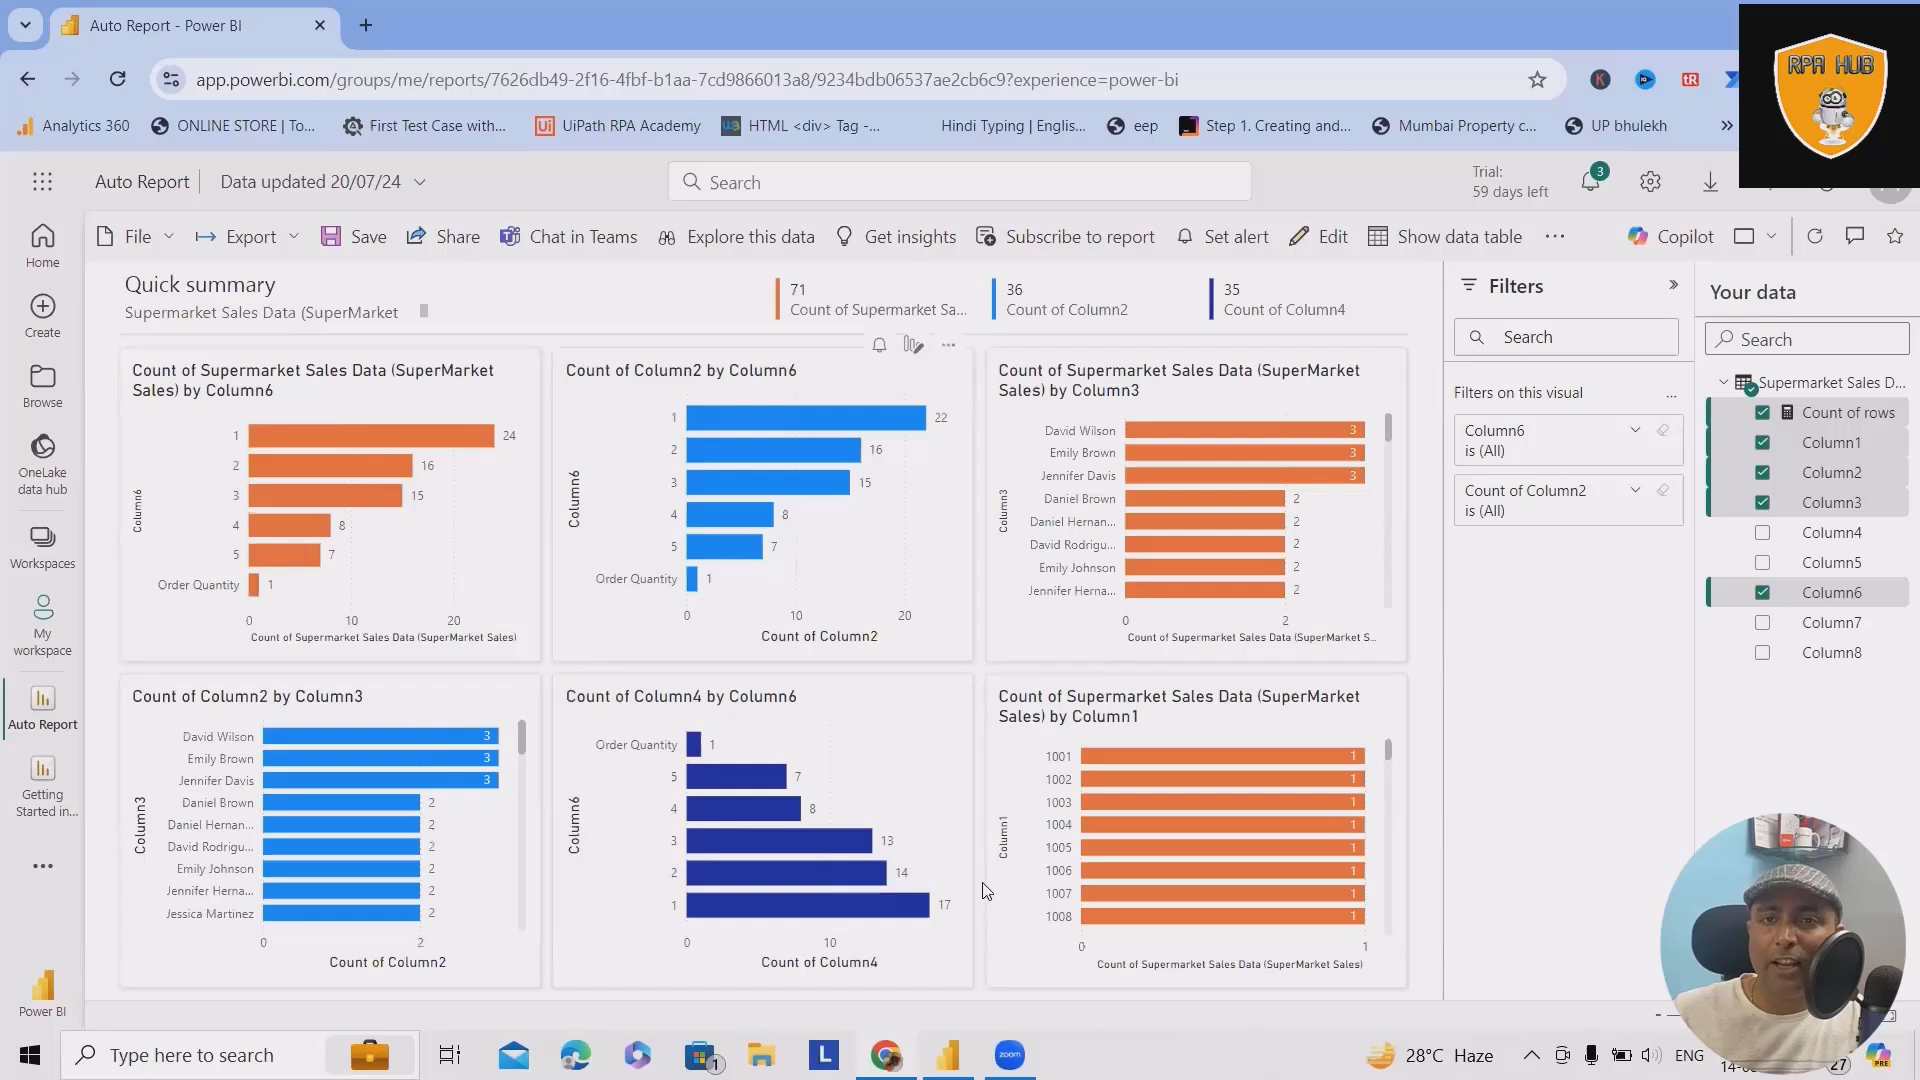 Auto Report - Power BI
RPA HUB
app.powerbi.com/groups/me/reports/7626db49-2f16-4fbf-b1aa-7cd9866013a8/9234bdb06537ae2cb6c9?experience=power-bi
Analytics 360
ONLINE STORE | To...
First Test Case with...
UiPath RPA Academy
HTML <div> Tag -...
Hindi Typing | Englis...
eep
Step 1. Creating and...
Mumbai Property c...
UP bhulekh
Auto Report
Data updated 20/07/24
Search
Trial:
59 days left
3
File
Export
Save
Share
Chat in Teams
Explore this data
Get insights
Subscribe to report
Set alert
Edit
Show data table
Copilot
Home
Create
Browse
OneLake
data hub
Workspaces
My
workspace
Auto Report
Getting
Started in...
Power BI
Quick summary
Supermarket Sales Data (SuperMarket
71
Count of Supermarket Sa...
36
Count of Column2
35
Count of Column4
Count of Supermarket Sales Data (SuperMarket
Sales) by Column6
Column6
1 24
2 16
3 15
4 8
5 7
Order Quantity 1
0 10 20
Count of Supermarket Sales Data (SuperMarket Sales)
Count of Column2 by Column6
Column6
1 22
2 16
3 15
4 8
5 7
Order Quantity 1
0 10 20
Count of Column2
Count of Supermarket Sales Data (SuperMarket
Sales) by Column3
Column3
David Wilson 3
Emily Brown 3
Jennifer Davis 3
Daniel Brown 2
Daniel Hernan... 2
David Rodrigu... 2
Emily Johnson 2
Jennifer Herna... 2
0 2
Count of Supermarket Sales Data (SuperMarket S...
Count of Column2 by Column3
Column3
David Wilson 3
Emily Brown 3
Jennifer Davis 3
Daniel Brown 2
Daniel Hernan... 2
David Rodrigu... 2
Emily Johnson 2
Jennifer Herna... 2
Jessica Martinez 2
0 2
Count of Column2
Count of Column4 by Column6
Column6
Order Quantity 1
5 7
4 8
3 13
2 14
1 17
0 10
Count of Column4
Count of Supermarket Sales Data (SuperMarket
Sales) by Column1
Column1
1001 1
1002 1
1003 1
1004 1
1005 1
1006 1
1007 1
1008 1
0 1
Count of Supermarket Sales Data (SuperMarket Sales)
Filters
Search
Filters on this visual
Column6
is (All)
Count of Column2
is (All)
Your data
Search
Supermarket Sales D...
Count of rows
Column1
Column2
Column3
Column4
Column5
Column6
Column7
Column8
Type here to search
1
L
zoom
28°C Haze
ENG
27
PRE